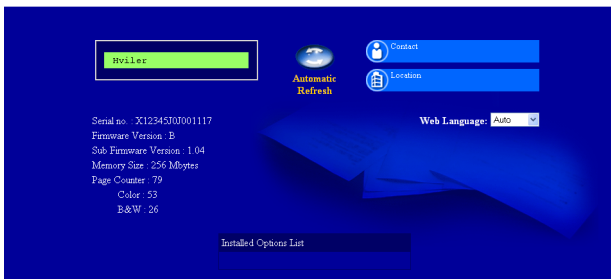 Hviler
Automatic
Refresh
Contact
Location
Serial no. : X12345J0J001117
Firmware Version : B
Sub Firmware Version : 1.04
Memory Size : 256 Mbytes
Page Counter : 79
Color : 53
B&W : 26
Web Language: Auto
Installed Options List